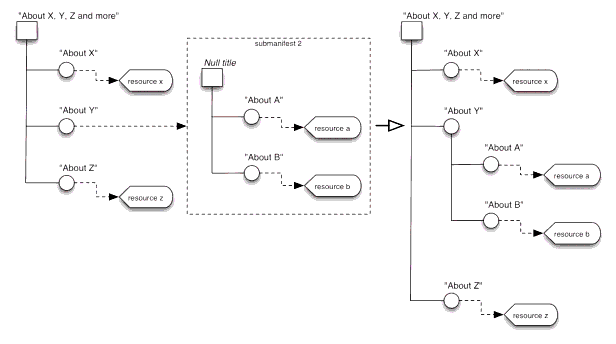 "About X, Y, Z and more"
"About X"
resource x
"About Y"
"About Z"
resource z
submanifest 2
Null title
"About A"
resource a
"About B"
resource b
"About X, Y, Z and more"
"About X"
resource x
"About Y"
"About A"
resource a
"About B"
resource b
"About Z"
resource z